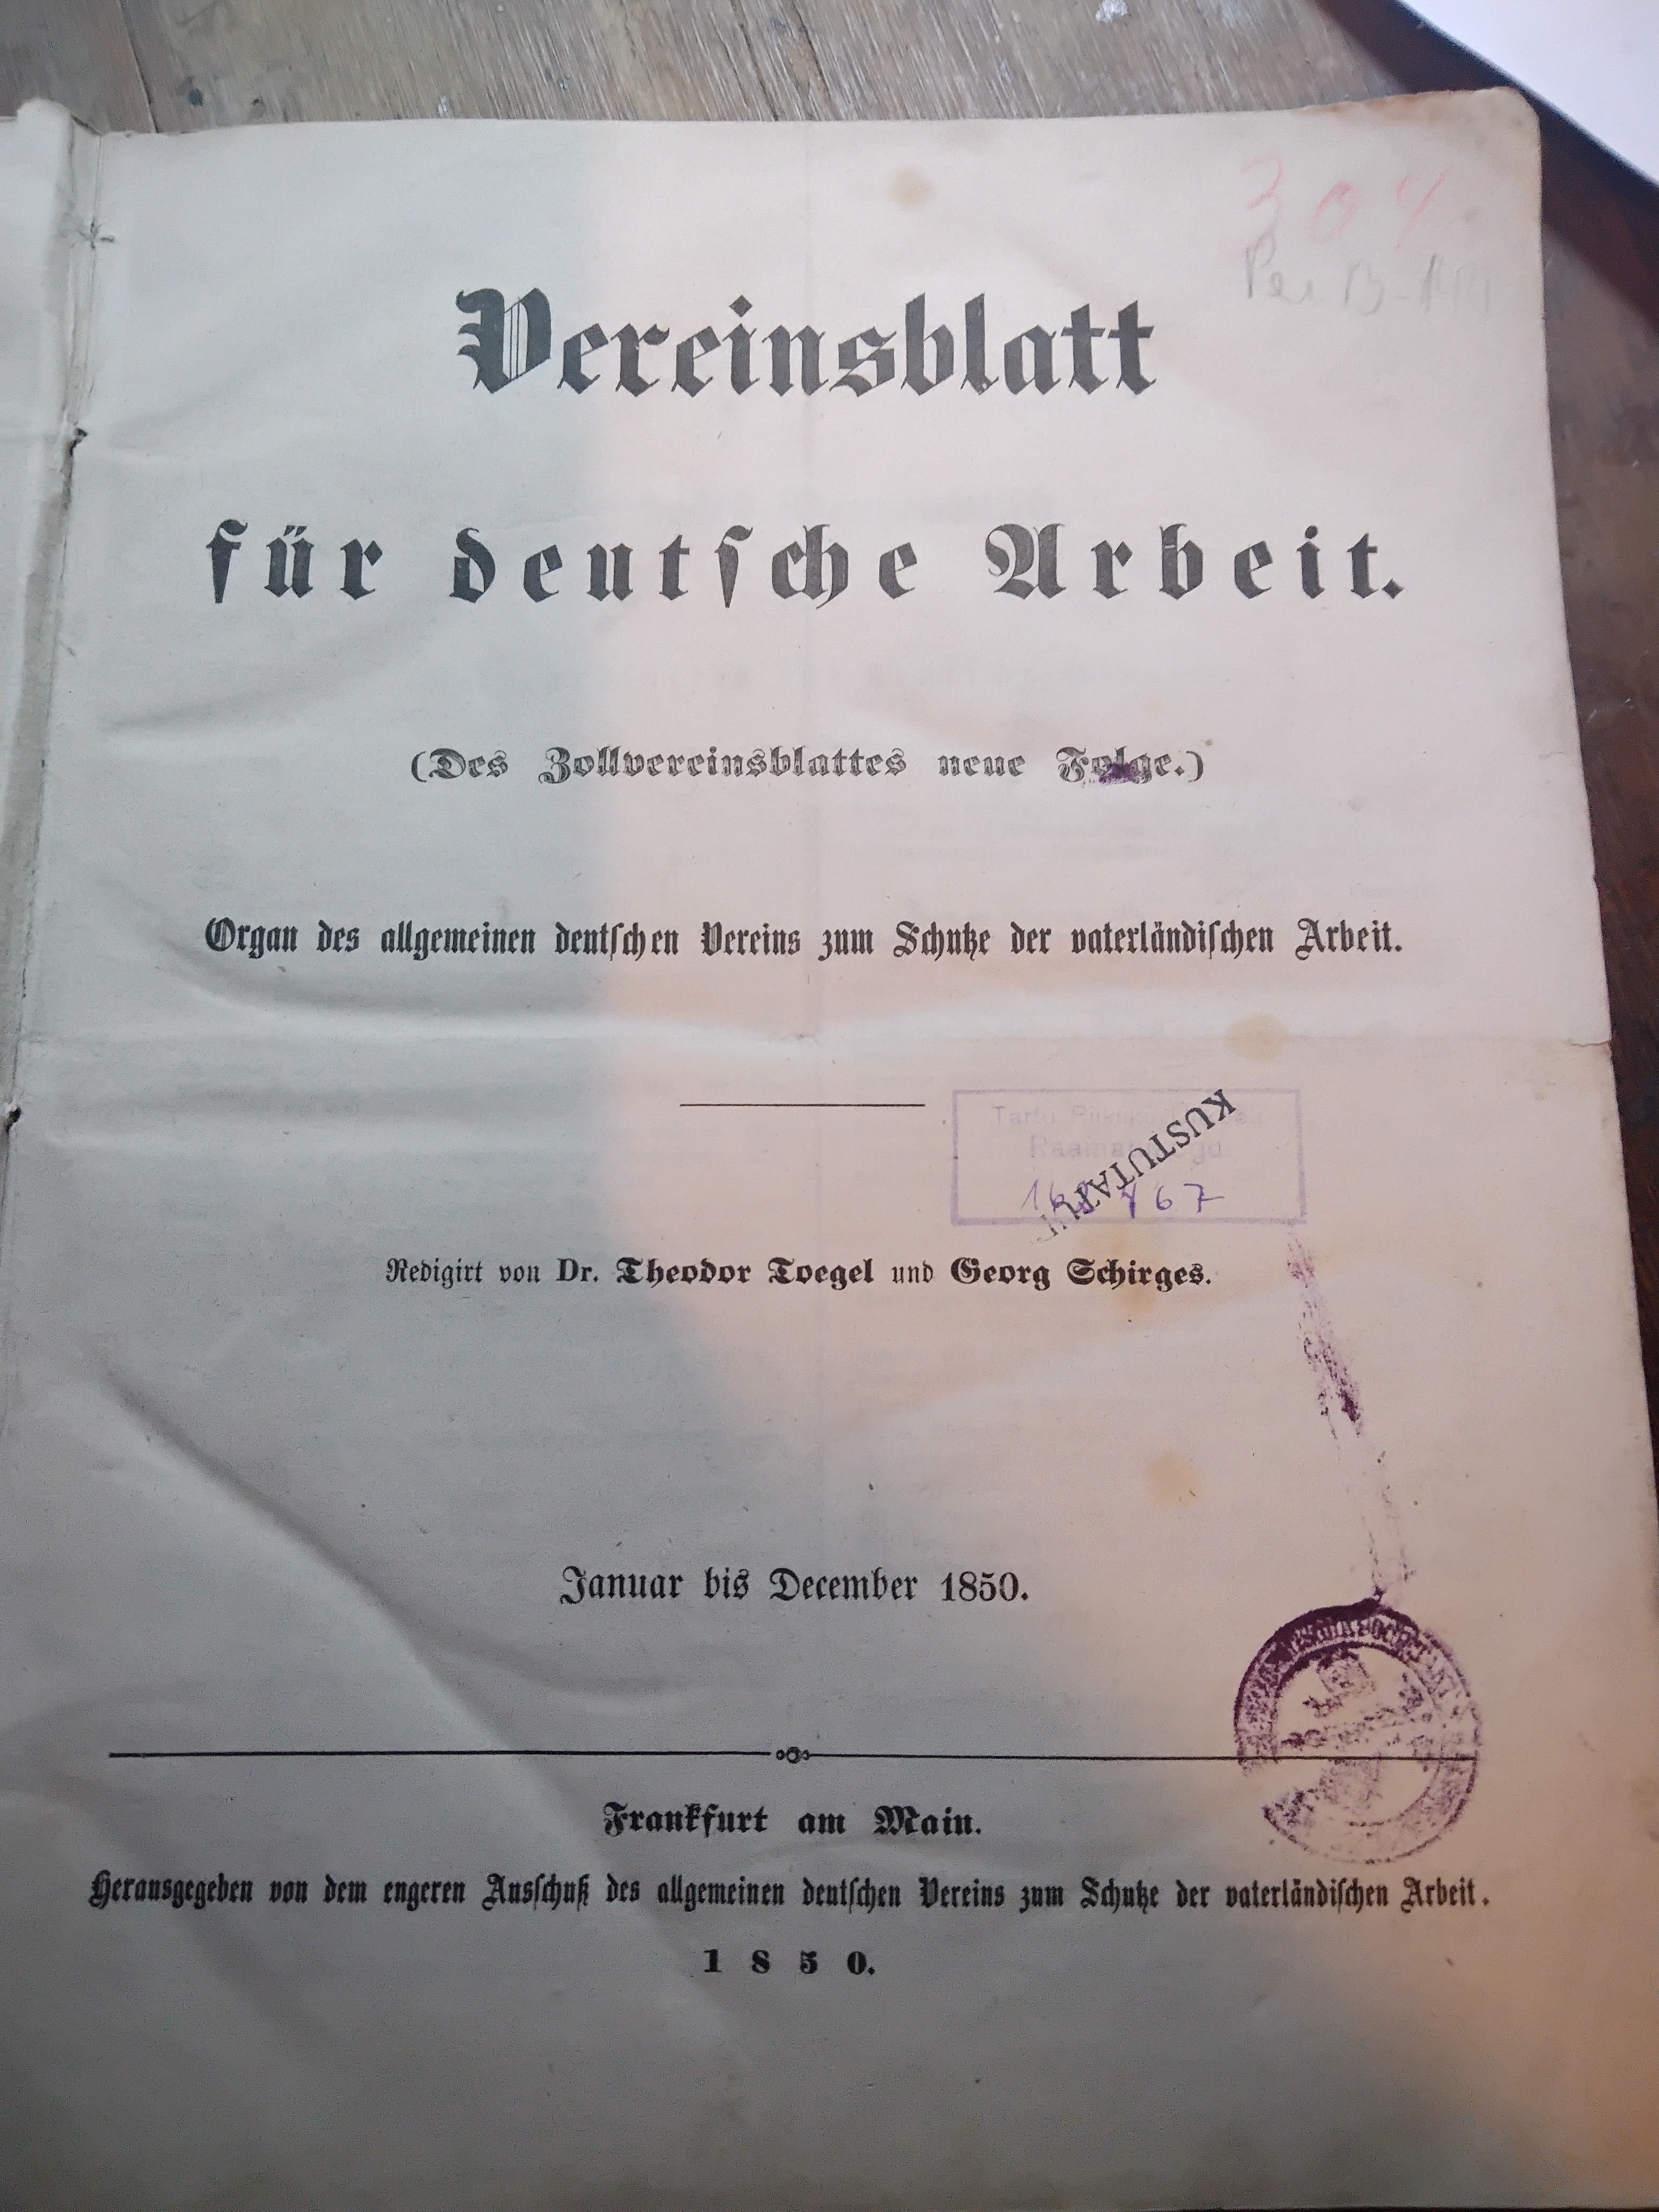 304
Vereinsblatt
für deutsche Arbeit.
(Des Zollvereinsblattes neue Folge.)
Organ des allgemeinen deutschen Vereins zum Schutze der vaterländischen Arbeit.
Tartu
KUSTUTATUD
67
Redigirt von Dr. Theodor Toegel und Georg Schirges.
Januar bis December 1850.
Frankfurt am Main.
Herausgegeben von dem engeren Ausschuß des allgemeinen deutschen Vereins zum Schutze der vaterländischen Arbeit.
1850.